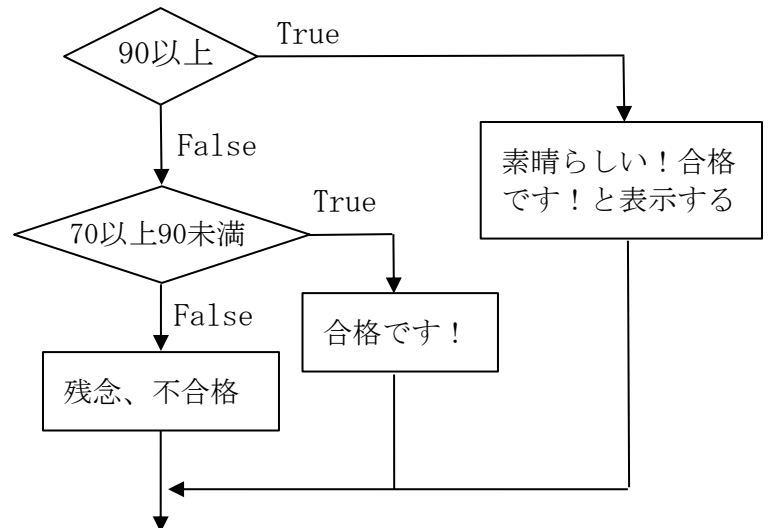 True
90以上
False
素晴らしい！合格
です！と表示する
True
70以上90未満
False
合格です！
残念、不合格